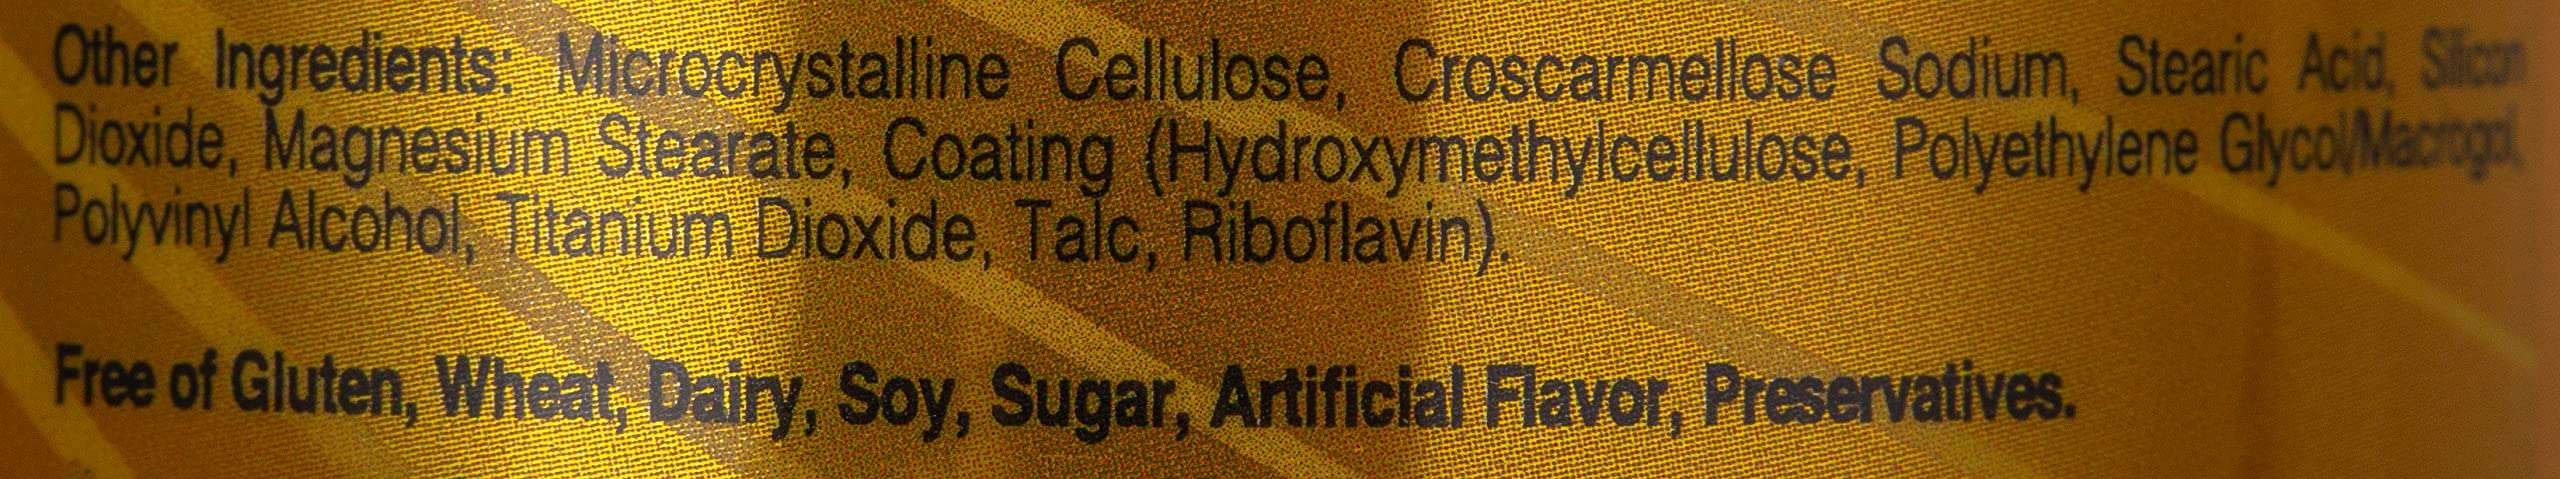 Other Ingredients: Microcrystalline Cellulose, Croscarmellose Sodium, Stearic Acid, Silicon
Dioxide, Magnesium Stearate, Coating (Hydroxymethylcellulose, Polyethylene Glycol/Macrogol,
Polyvinyl Alcohol, Titanium Dioxide, Talc, Riboflavin).
Free of Gluten, Wheat, Dairy, Soy, Sugar, Artificial Flavor, Preservatives.